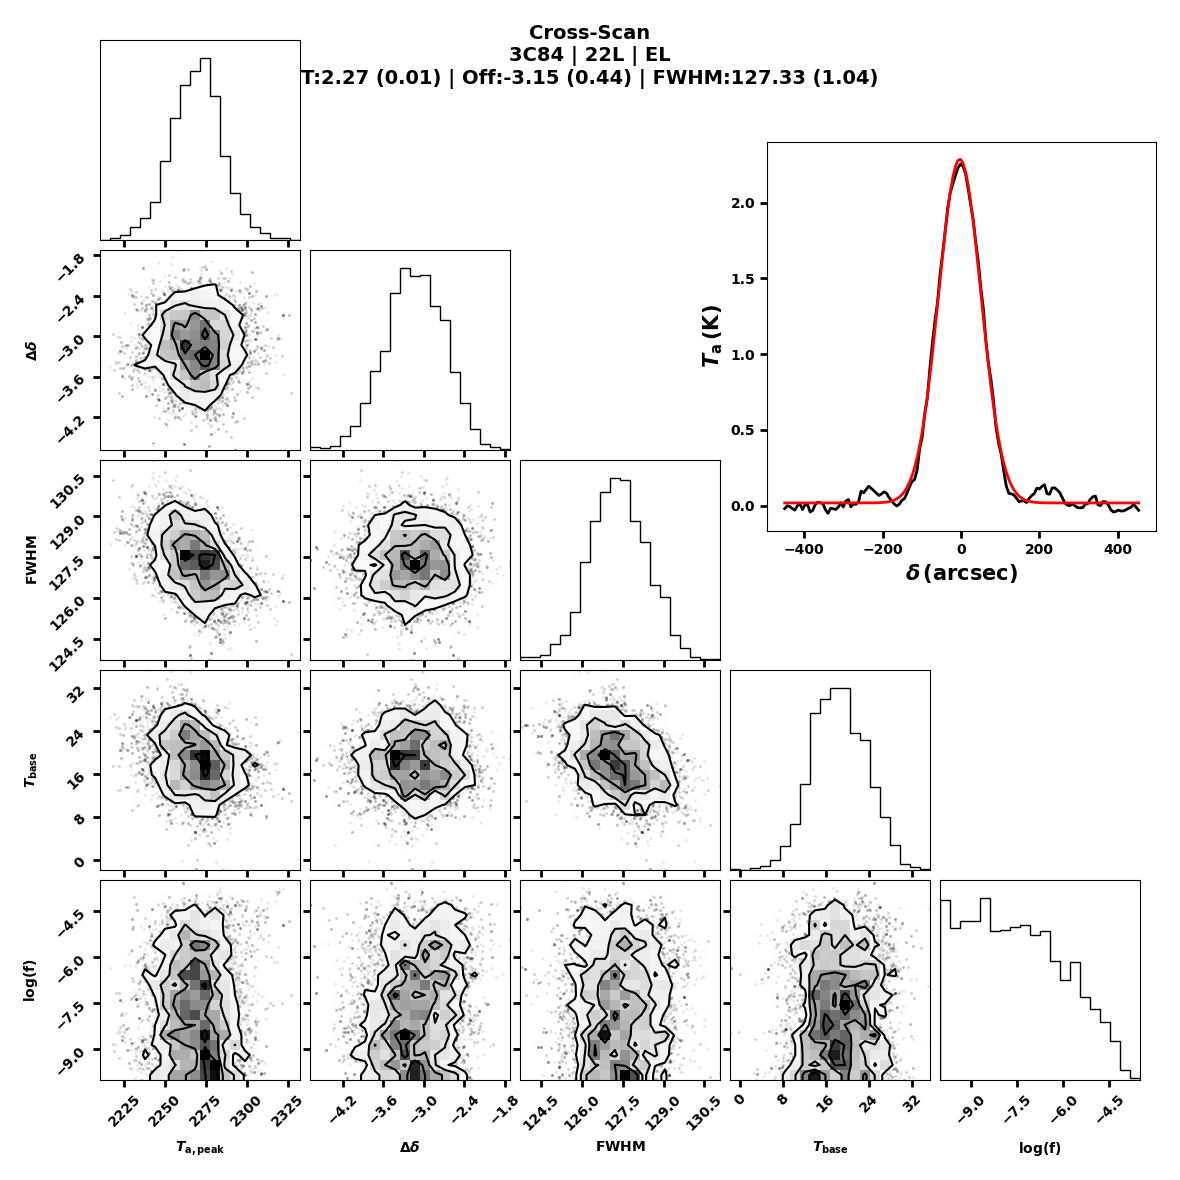 Cross-Scan
3C84 | 22L | EL
T:2.27 (0.01) | Off:-3.15 (0.44) | FWHM:127.33 (1.04)
2.0
1.5
1.0
0.5
0.0
T_a (K)
−400 −200 0 200 400
δ (arcsec)
−1.8
−2.4
−3.0
−3.6
−4.2
Δδ
130.5
129.0
127.5
126.0
124.5
FWHM
32
24
16
8
0
T_base
−4.5
−6.0
−7.5
−9.0
log(f)
2225 2250 2275 2300 2325
−4.2 −3.6 −3.0 −2.4 −1.8
124.5 126.0 127.5 129.0 130.5
0 8 16 24 32
−9.0 −7.5 −6.0 −4.5
T_a,peak
Δδ
FWHM
T_base
log(f)